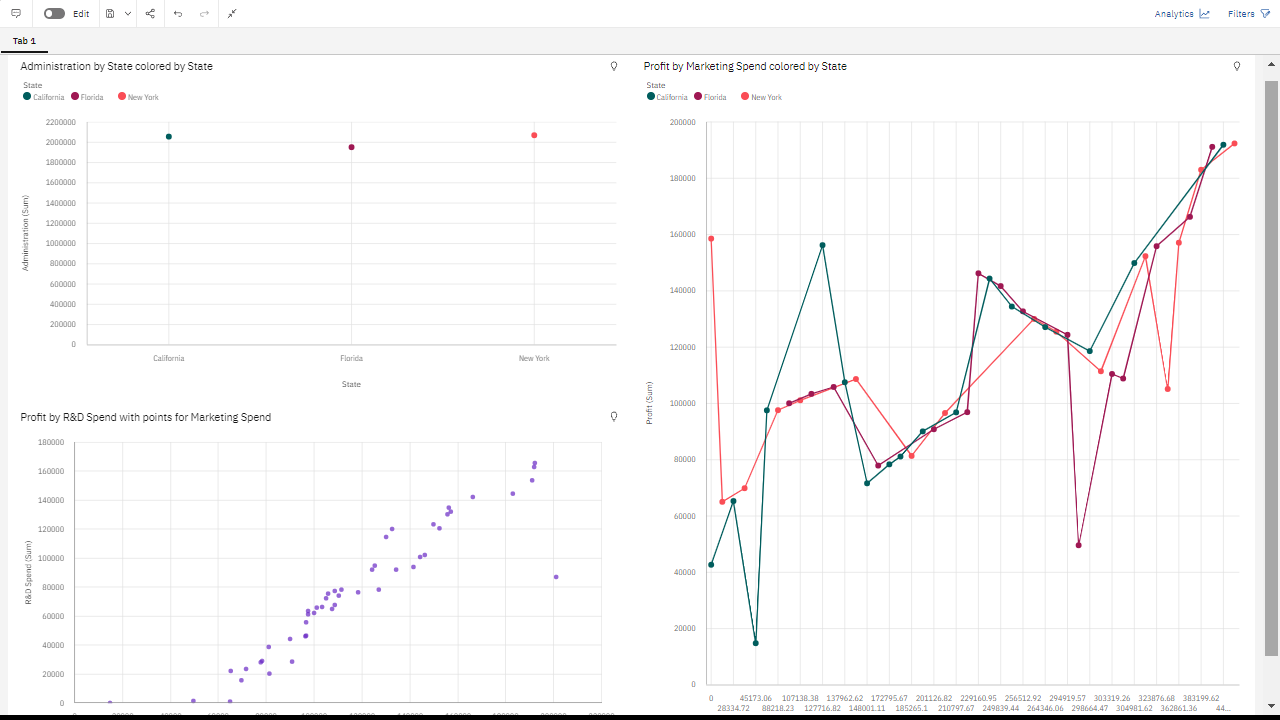 Edit
Analytics
Filters
Tab 1
Administration by State colored by State
State
California Florida New York
2200000
2000000
1800000
1600000
1400000
1200000
1000000
800000
600000
400000
200000
0
Administration (Sum)
California Florida New York
State
Profit by R&D Spend with points for Marketing Spend
180000
160000
140000
120000
100000
80000
60000
40000
20000
0
R&D Spend (Sum)
Profit by Marketing Spend colored by State
State
California Florida New York
200000
180000
160000
140000
120000
100000
80000
60000
40000
20000
0
Profit (Sum)
0 45173.06 107138.38 137962.62 172795.67 201126.82 229160.95 256512.92 294919.57 303319.26 323876.68 383199.62
28334.72 88218.23 127716.82 148001.11 185265.1 210797.67 249839.44 264346.06 298664.47 304981.62 362861.36 44...